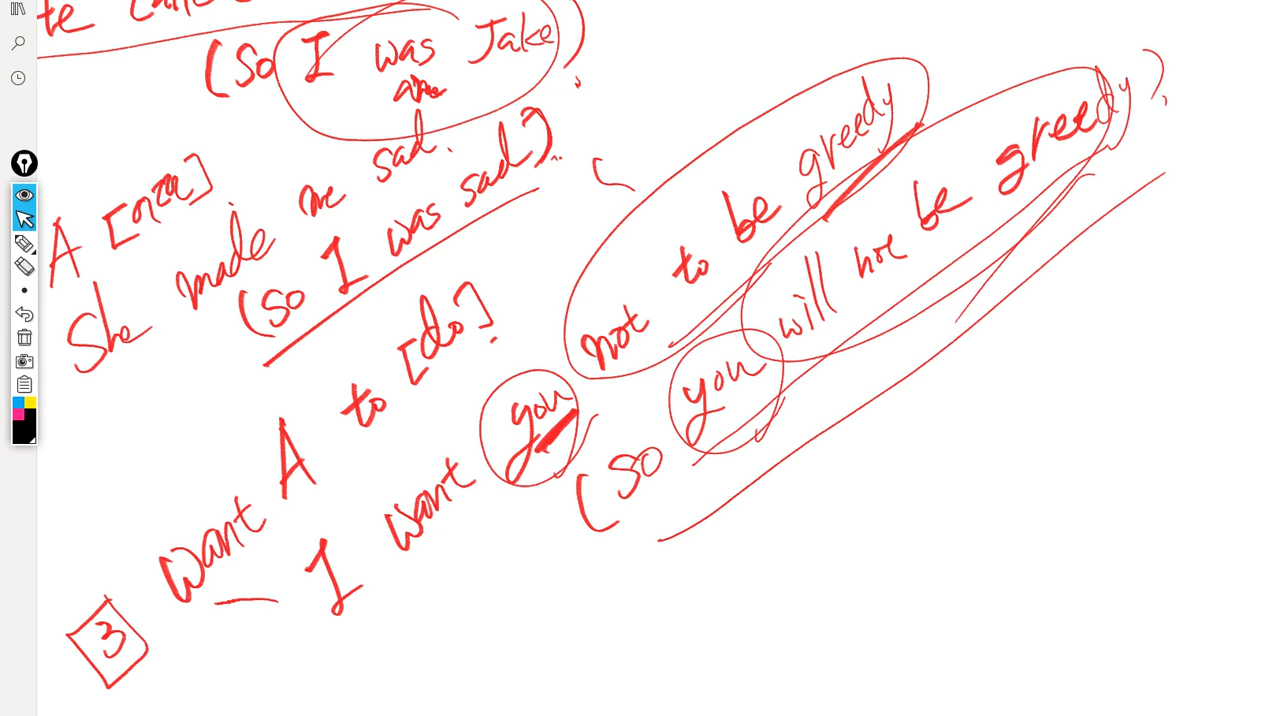 (So I was Jake).
are
A [
She made me sad.
(So I was sad).
3 want A to [do].
I want you not to be greedy
(So you will not be greedy).